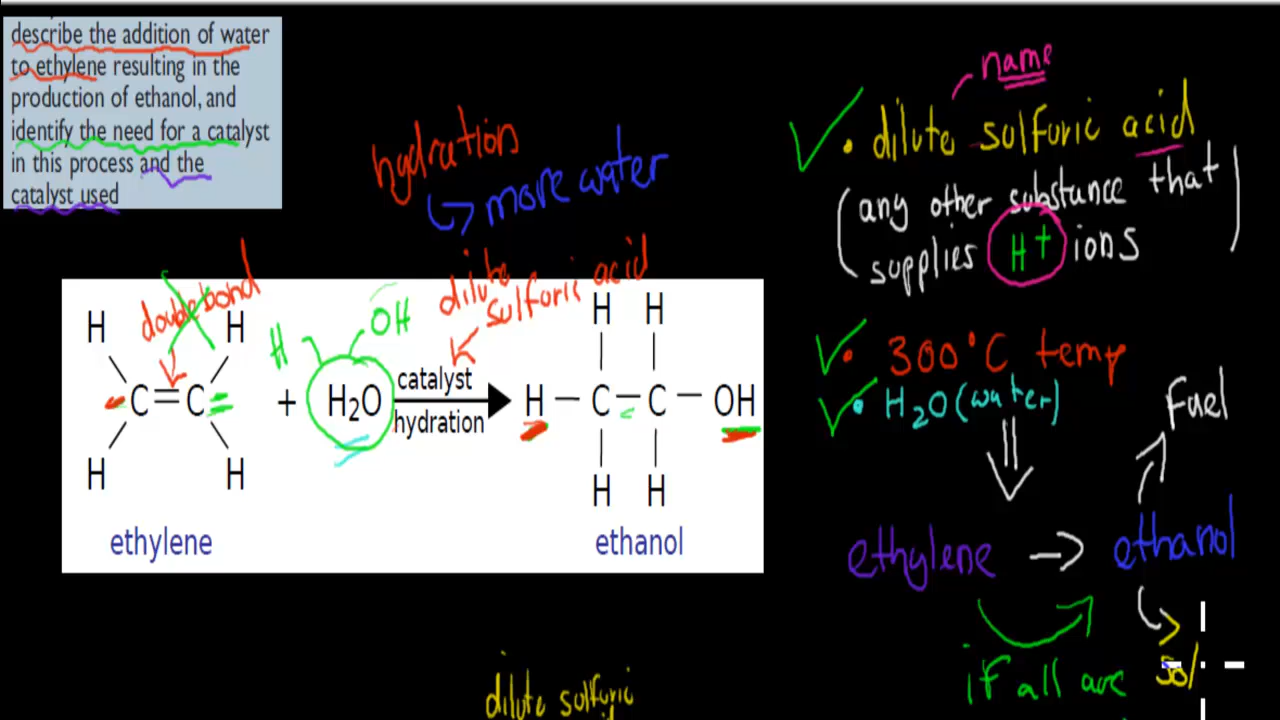 describe the addition of water
to ethylene resulting in the
production of ethanol, and
identify the need for a catalyst
in this process and the
catalyst used
hydration
more water
dilute
sulfuric acid
double bond
H H
H OH
C=C + H₂O
catalyst
hydration
H H
H - C - C - OH
H H
H H
ethylene
ethanol
name
• dilute sulfuric acid
(any other substance that
supplies H+ ions)
• 300°C temp
• H₂O (water)
Fuel
ethylene → ethanol
if all are
dilute sulfuric